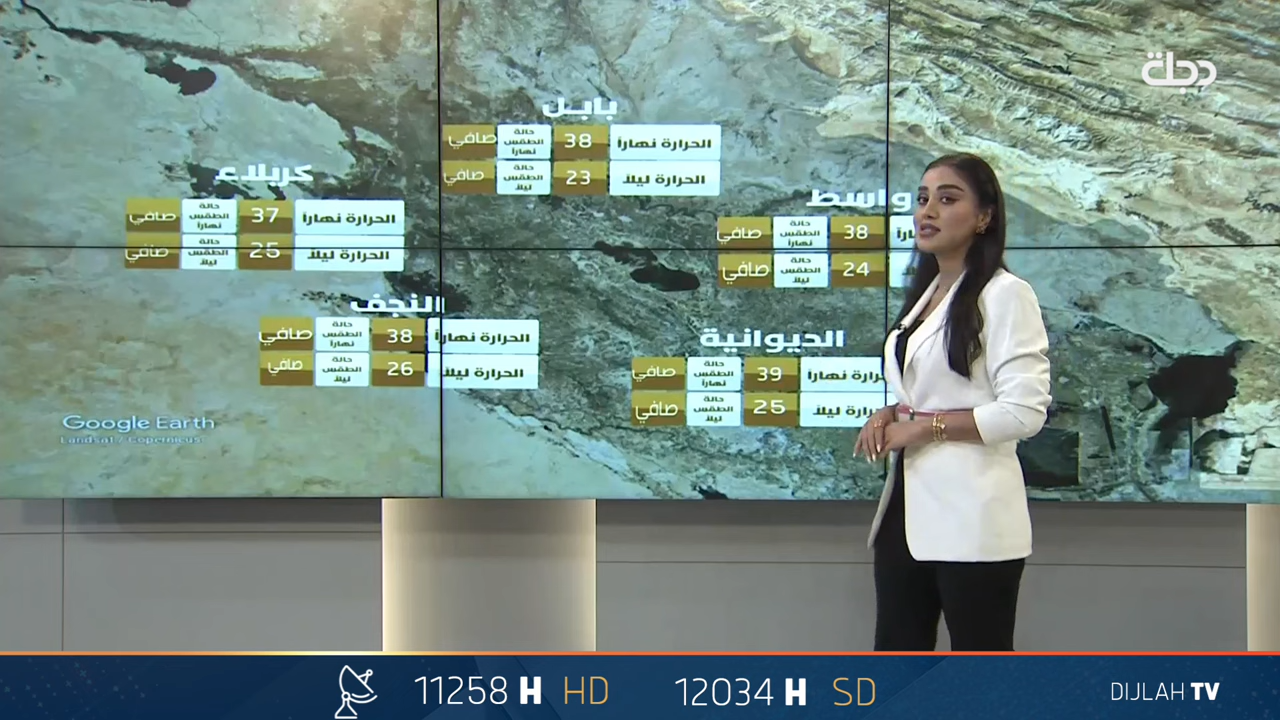 دجلة
بابل
الحرارة نهاراً 38 حالة الطقس نهاراً صافي
الحرارة ليلاً 23 حالة الطقس ليلاً صافي
كربلاء
الحرارة نهاراً 37 حالة الطقس نهاراً صافي
الحرارة ليلاً 25 حالة الطقس ليلاً صافي
واسط
38 حالة الطقس نهاراً صافي
24 حالة الطقس ليلاً صافي
النجف
الحرارة نهاراً 38 حالة الطقس نهاراً صافي
الحرارة ليلاً 26 حالة الطقس ليلاً صافي
الديوانية
الحرارة نهاراً 39 حالة الطقس نهاراً صافي
الحرارة ليلاً 25 حالة الطقس ليلاً صافي
Google Earth
Landsat / Copernicus
11258 H HD 12034 H SD DIJLAH TV